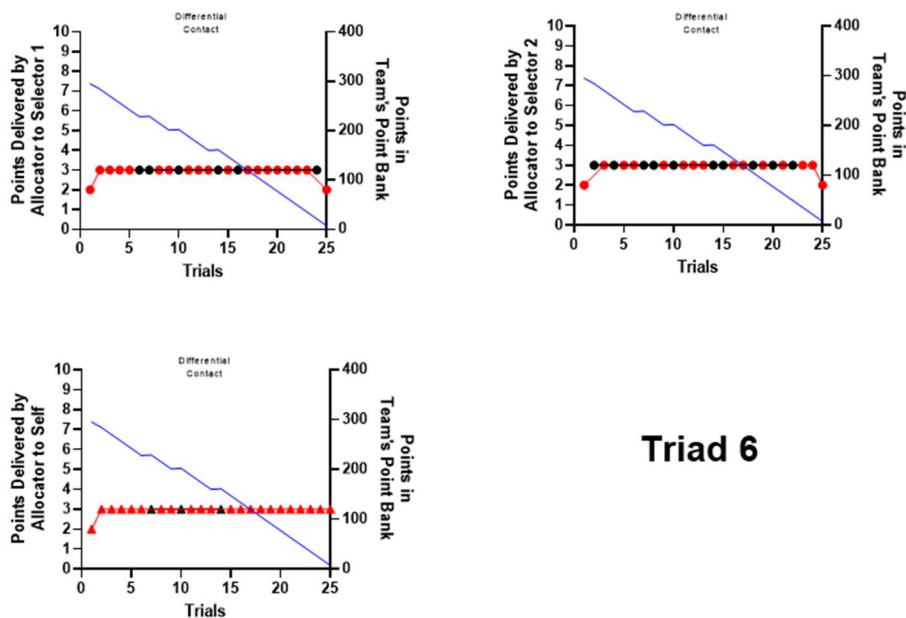 Differential
Contact
Points Delivered by
Allocator to Selector 1
10
9
8
7
6
5
4
3
2
1
0
400
300
200
100
0
Points in
Team's Point Bank
0 5 10 15 20 25
Trials
Differential
Contact
Points Delivered by
Allocator to Selector 2
10
9
8
7
6
5
4
3
2
1
0
400
300
200
100
0
Points in
Team's Point Bank
0 5 10 15 20 25
Trials
Differential
Contact
Points Delivered by
Allocator to Self
10
9
8
7
6
5
4
3
2
1
0
400
300
200
100
0
Points in
Team's Point Bank
0 5 10 15 20 25
Trials
Triad 6